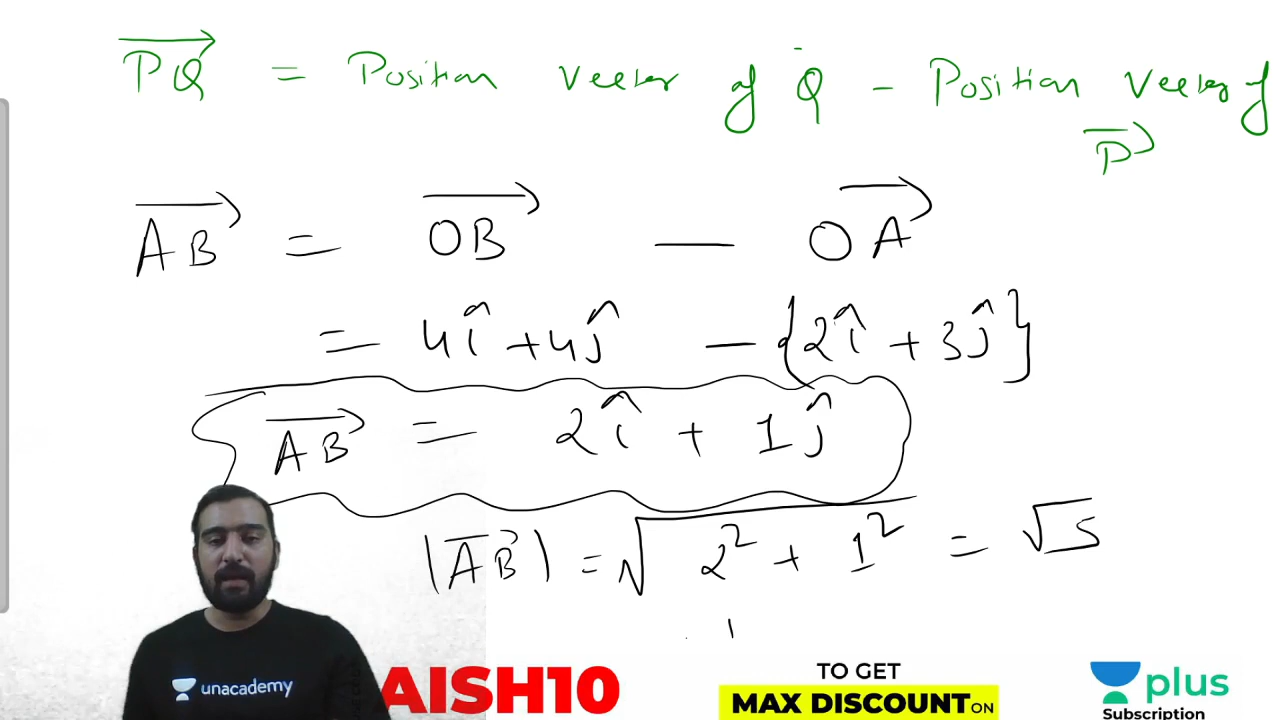 PQ⃗ = Position Vector of Q - Position Vector of
P⃗
AB⃗ = OB⃗ — OA⃗
= 4î + 4ĵ - {2î + 3ĵ}
AB⃗ = 2î + 1ĵ
|AB⃗| = √(2² + 1²) = √5
unacademy
AISH10
TO GET
MAX DISCOUNT ON
plus
Subscription